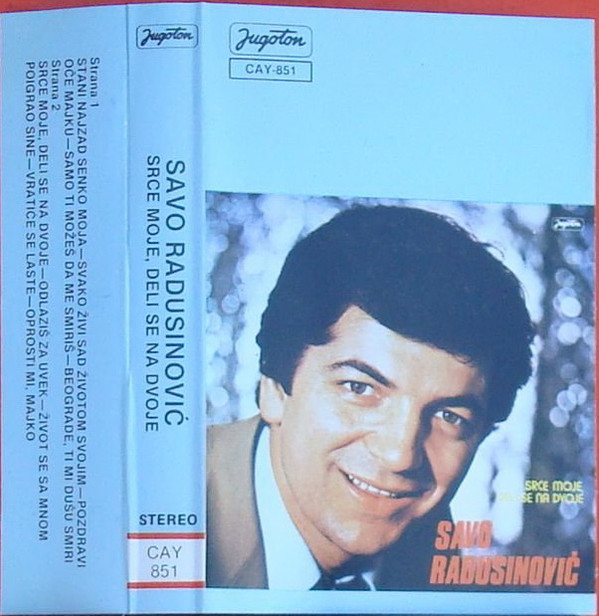 Strana 1
STANI NAJZAD SENKO MOJA—SVAKO ŽIVI SAD ŽIVOTOM SVOJIM—POZDRAVI
OČE MAJKU—SAMO TI MOŽEŠ DA ME SMIRIŠ—BEOGRADE, TI MI DUŠU SMIRI
Strana 2
SRCE MOJE, DELI SE NA DVOJE—ODLAZIŠ ZA UVEK—ŽIVOT SE SA MNOM
POIGRAO SINE—VRATIĆE SE LASTE—OPROSTI MI, MAJKO
Jugoton
SAVO RADUSINOVIĆ
SRCE MOJE, DELI SE NA DVOJE
STEREO
CAY
851
Jugoton
CAY-851
SRCE MOJE,
SE NA DVOJE
SAVO
RADUSINOVIĆ